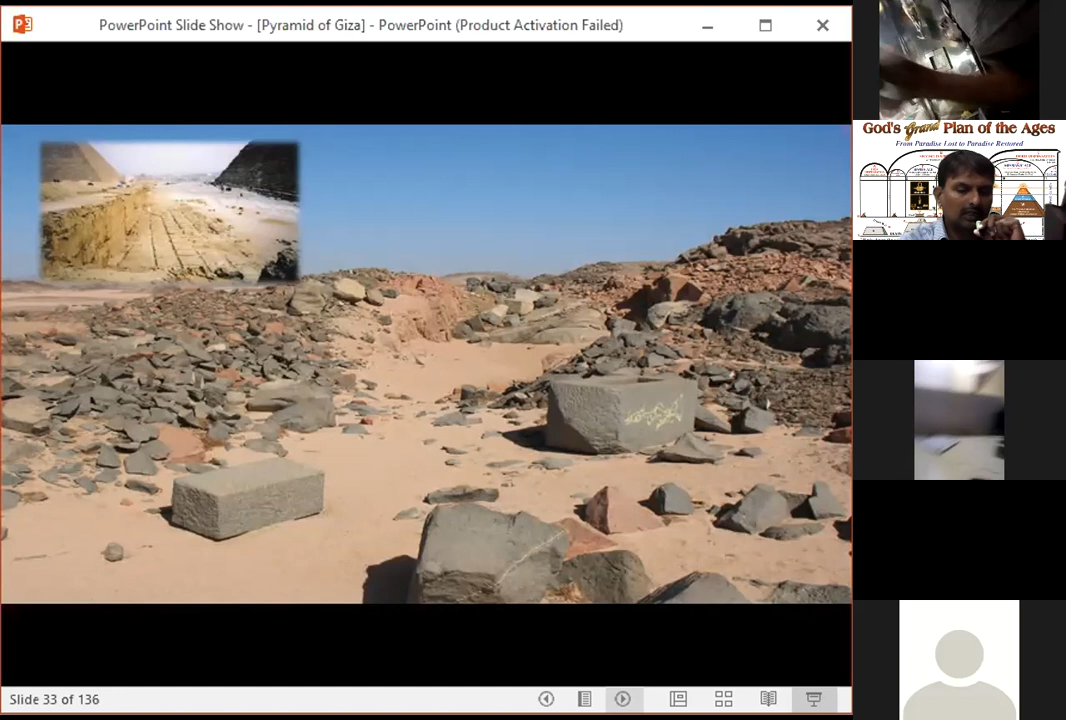 PowerPoint Slide Show - [Pyramid of Giza] - PowerPoint (Product Activation Failed)
God's Grand Plan of the Ages
From Paradise Lost to Paradise Restored
Slide 33 of 136